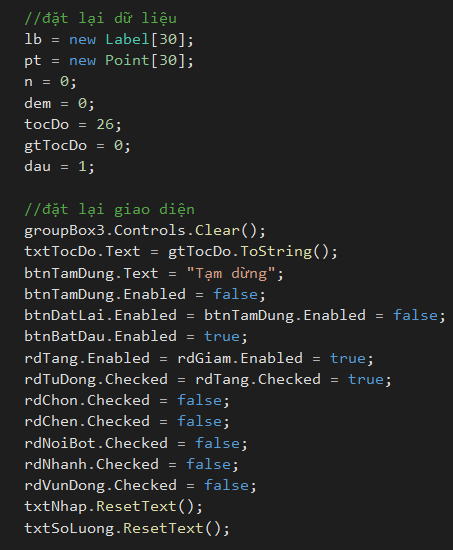 //đặt lại dữ liệu
lb = new Label[30];
pt = new Point[30];
n = 0;
dem = 0;
tocDo = 26;
gtTocDo = 0;
dau = 1;
//đặt lại giao diện
groupBox3.Controls.Clear();
txtTocDo.Text = gtTocDo.ToString();
btnTamDung.Text = "Tạm dừng";
btnTamDung.Enabled = false;
btnDatLai.Enabled = btnTamDung.Enabled = false;
btnBatDau.Enabled = true;
rdTang.Enabled = rdGiam.Enabled = true;
rdTuDong.Checked = rdTang.Checked = true;
rdChon.Checked = false;
rdChen.Checked = false;
rdNoiBot.Checked = false;
rdNhanh.Checked = false;
rdVunDong.Checked = false;
txtNhap.ResetText();
txtSoLuong.ResetText();